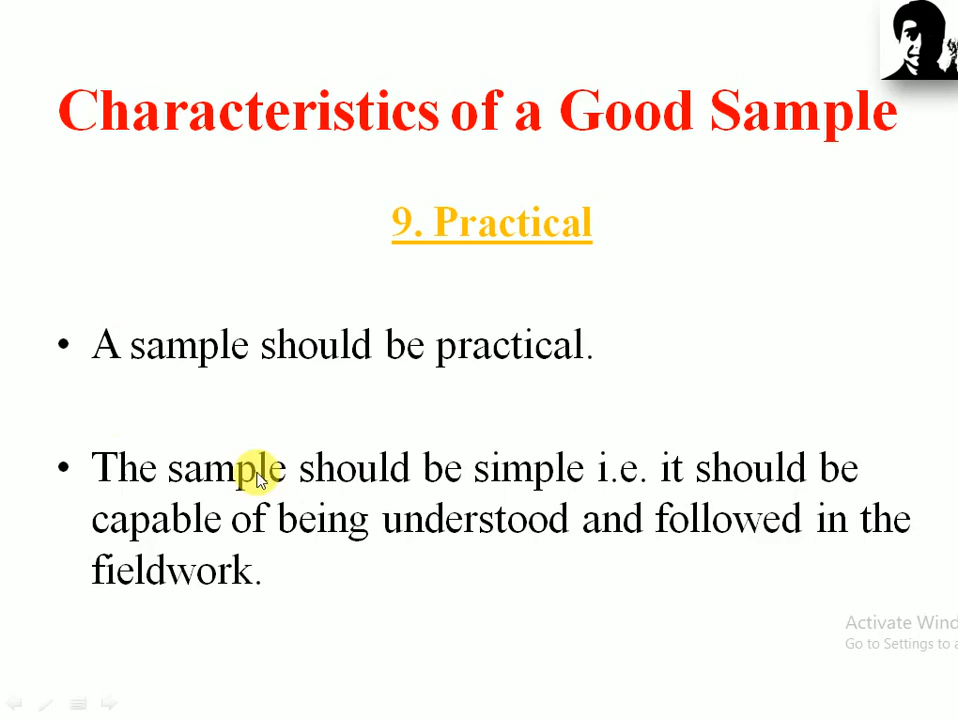 Characteristics of a Good Sample
9. Practical
• A sample should be practical.
• The sample should be simple i.e. it should be
capable of being understood and followed in the
fieldwork.
Activate Wind
Go to Settings to a